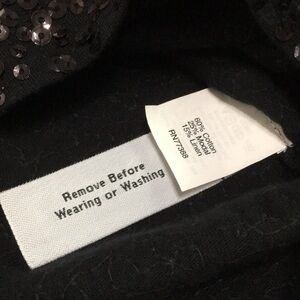 60% Cotton
25% Modal
15% Linen
RN77388
Remove Before
Wearing or Washing